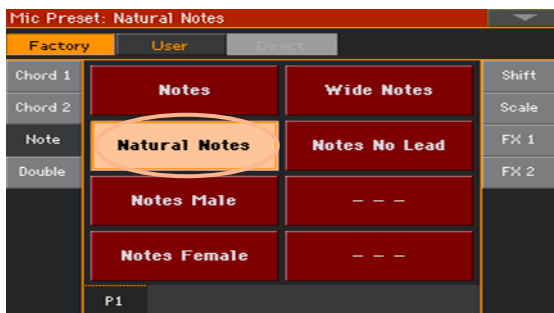 Mic Preset: Natural Notes
Factory User Direct
Chord 1
Chord 2
Note
Double
Notes Wide Notes
Natural Notes Notes No Lead
Notes Male - - -
Notes Female - - -
Shift
Scale
FX 1
FX 2
P1